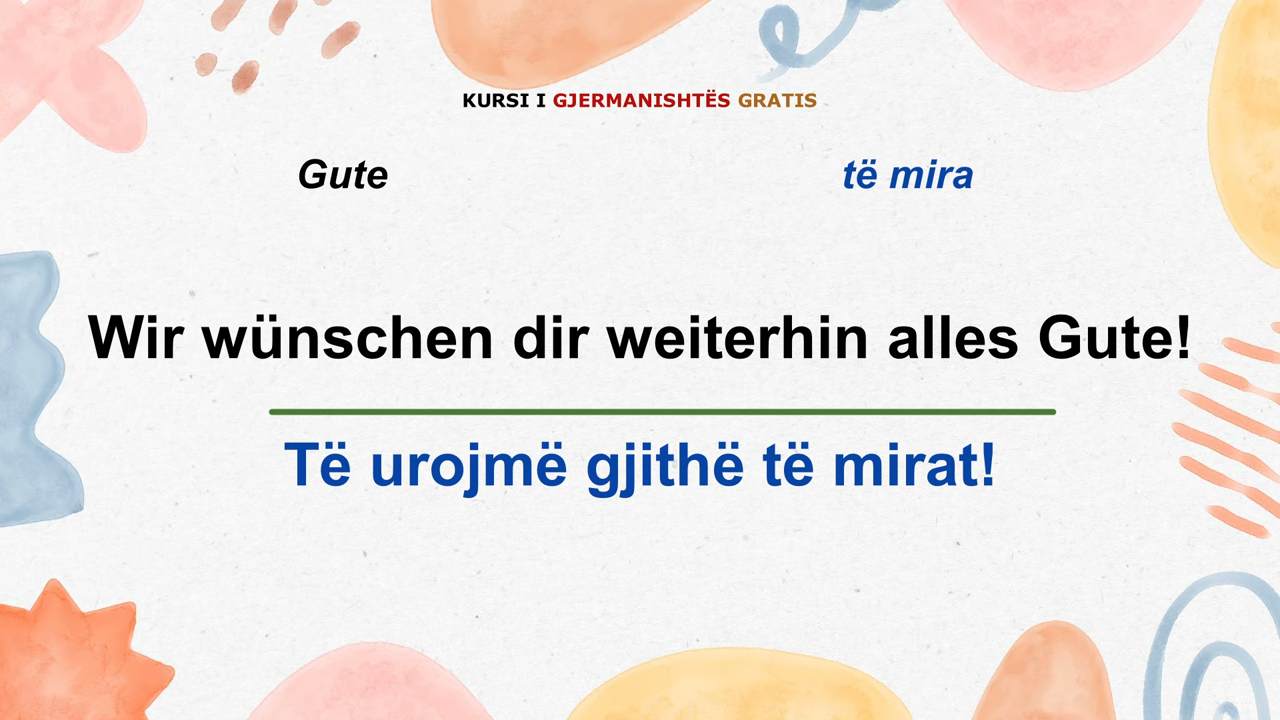 KURSI I GJERMANISHTËS GRATIS
Gute
të mira
Wir wünschen dir weiterhin alles Gute!
Të urojmë gjithë të mirat!